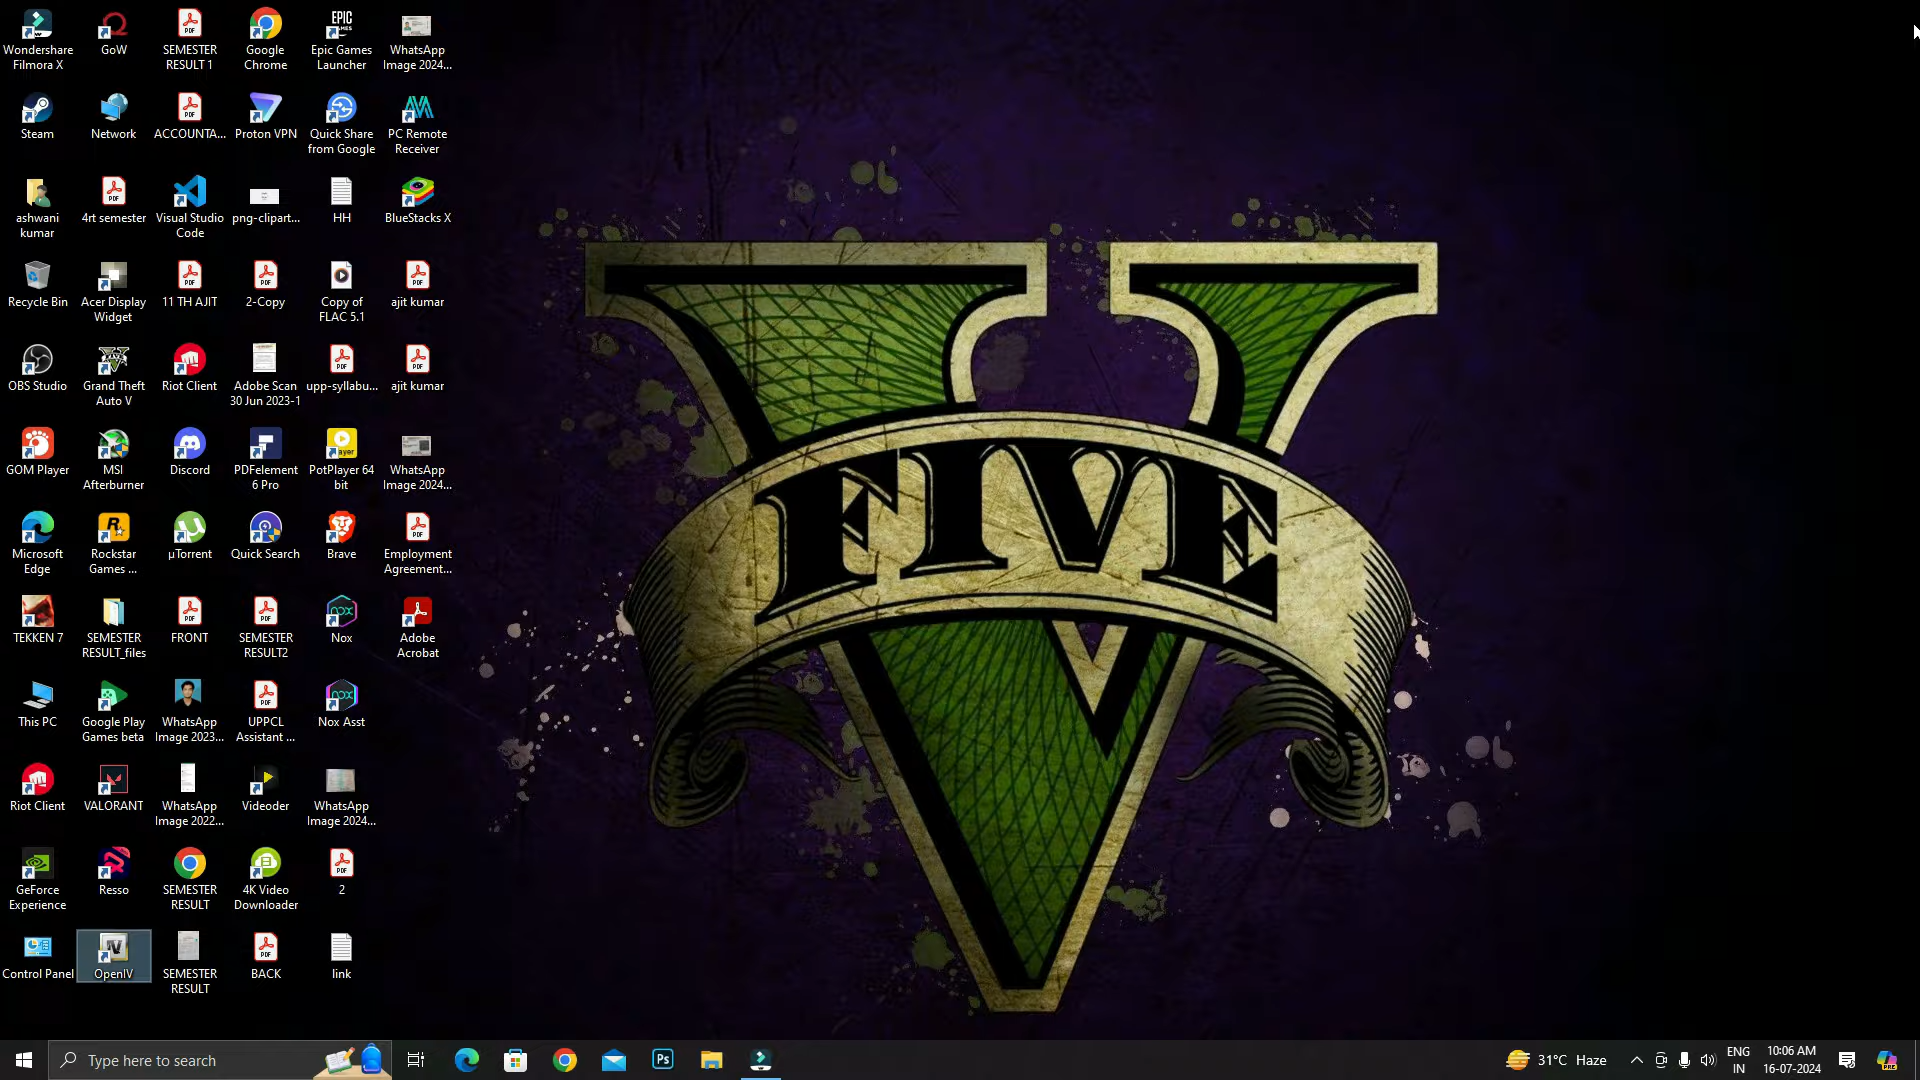 Wondershare
Filmora X
GoW
SEMESTER
RESULT 1
Google
Chrome
EPIC
GAMES
Epic Games
Launcher
WhatsApp
Image 2024...
Steam
Network
ACCOUNTA...
Proton VPN
Quick Share
from Google
PC Remote
Receiver
ashwani
kumar
4rt semester
Visual Studio
Code
png-clipart...
HH
BlueStacks X
Recycle Bin
Acer Display
Widget
11 TH AJIT
2-Copy
Copy of
FLAC 5.1
ajit kumar
OBS Studio
Grand Theft
Auto V
Riot Client
Adobe Scan
30 Jun 2023-1
upp-syllabu...
ajit kumar
GOM Player
MSI
Afterburner
Discord
PDFelement
6 Pro
PotPlayer 64
bit
WhatsApp
Image 2024...
Microsoft
Edge
Rockstar
Games ...
µTorrent
Quick Search
Brave
Employment
Agreement...
TEKKEN 7
SEMESTER
RESULT_files
FRONT
SEMESTER
RESULT2
Nox
Adobe
Acrobat
This PC
Google Play
Games beta
WhatsApp
Image 2023...
UPPCL
Assistant ...
Nox Asst
Riot Client
VALORANT
WhatsApp
Image 2022...
Videoder
WhatsApp
Image 2024...
GeForce
Experience
Resso
SEMESTER
RESULT
4K Video
Downloader
2
Control Panel
OpenIV
SEMESTER
RESULT
BACK
link
V
FIVE
Type here to search
Ps
31°C Haze
ENG
IN
10:06 AM
16-07-2024